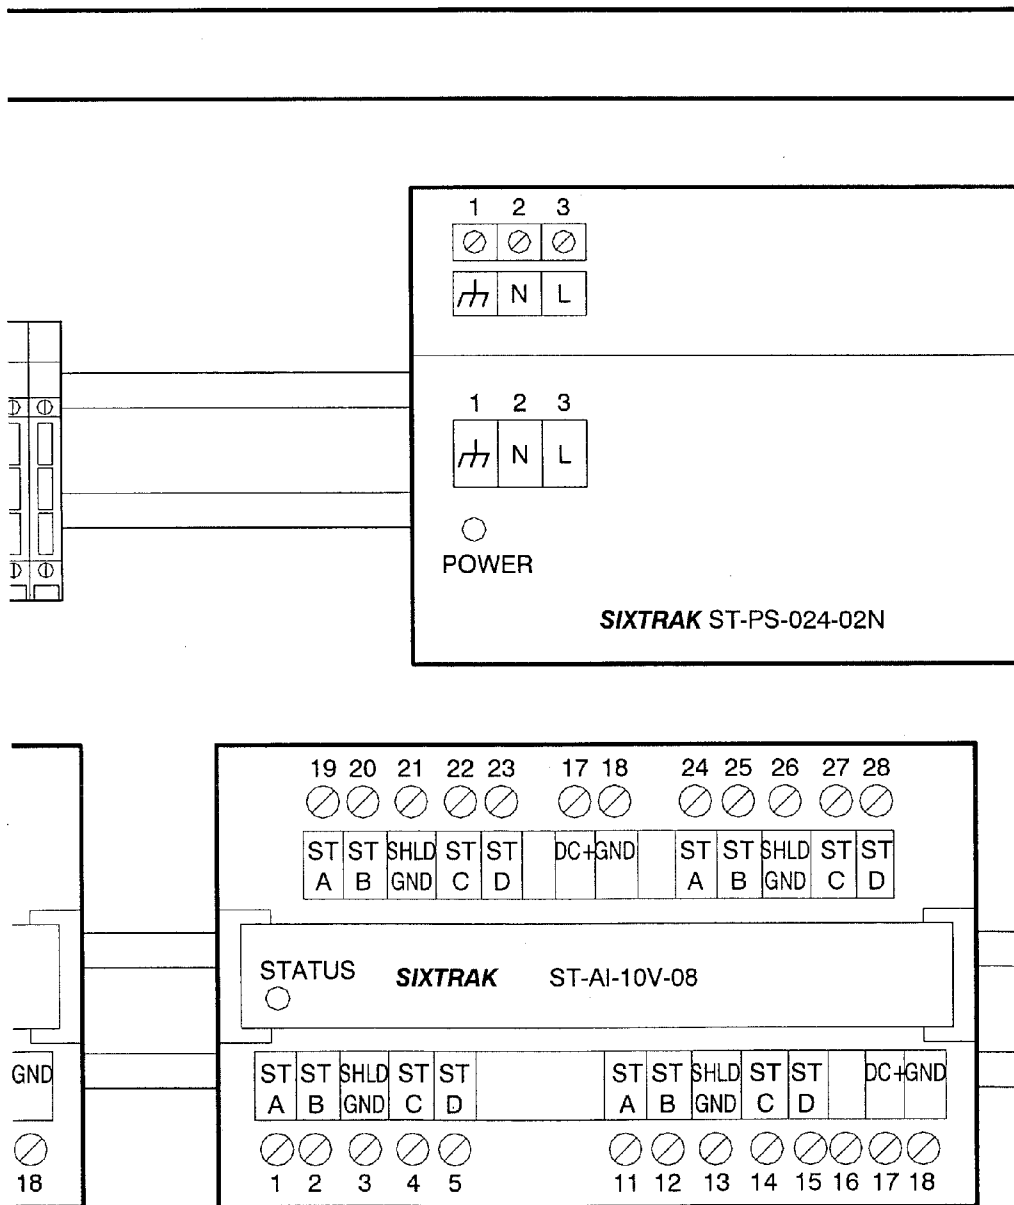 1 2 3
N L
1 2 3
N L
POWER
SIXTRAK ST-PS-024-02N
19 20 21 22 23 17 18 24 25 26 27 28
ST ST SHLD ST ST DC+ GND ST ST SHLD ST ST
A B GND C D A B GND C D
STATUS SIXTRAK ST-AI-10V-08
GND ST ST SHLD ST ST ST ST SHLD ST ST DC+ GND
A B GND C D A B GND C D
18 1 2 3 4 5 11 12 13 14 15 16 17 18